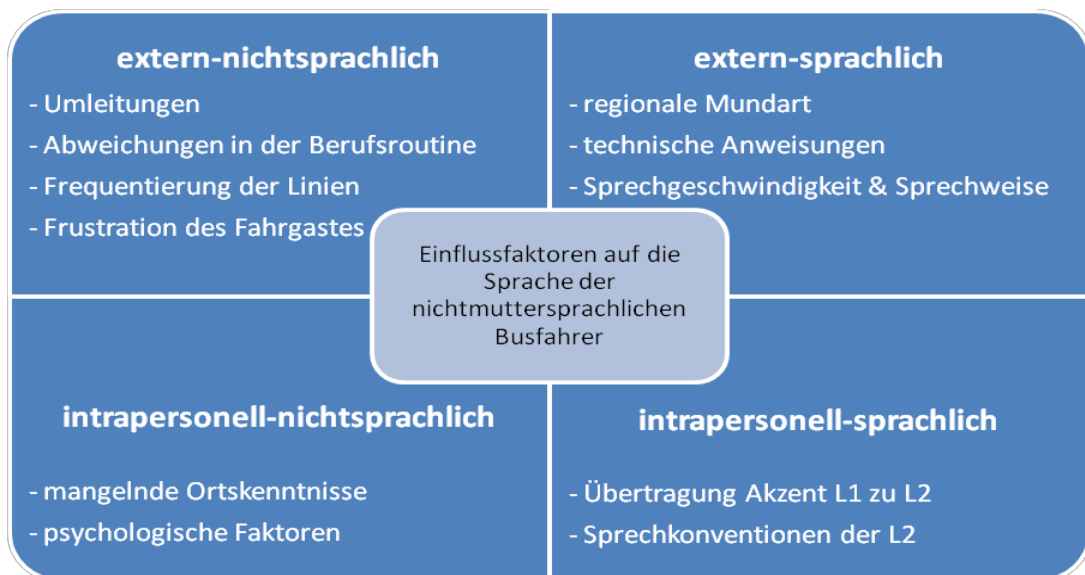 extern-nichtsprachlich
- Umleitungen
- Abweichungen in der Berufsroutine
- Frequentierung der Linien
- Frustration des Fahrgastes
extern-sprachlich
- regionale Mundart
- technische Anweisungen
- Sprechgeschwindigkeit & Sprechweise
Einflussfaktoren auf die
Sprache der
nichtmuttersprachlichen
Busfahrer
intrapersonell-nichtsprachlich
- mangelnde Ortskenntnisse
- psychologische Faktoren
intrapersonell-sprachlich
- Übertragung Akzent L1 zu L2
- Sprechkonventionen der L2